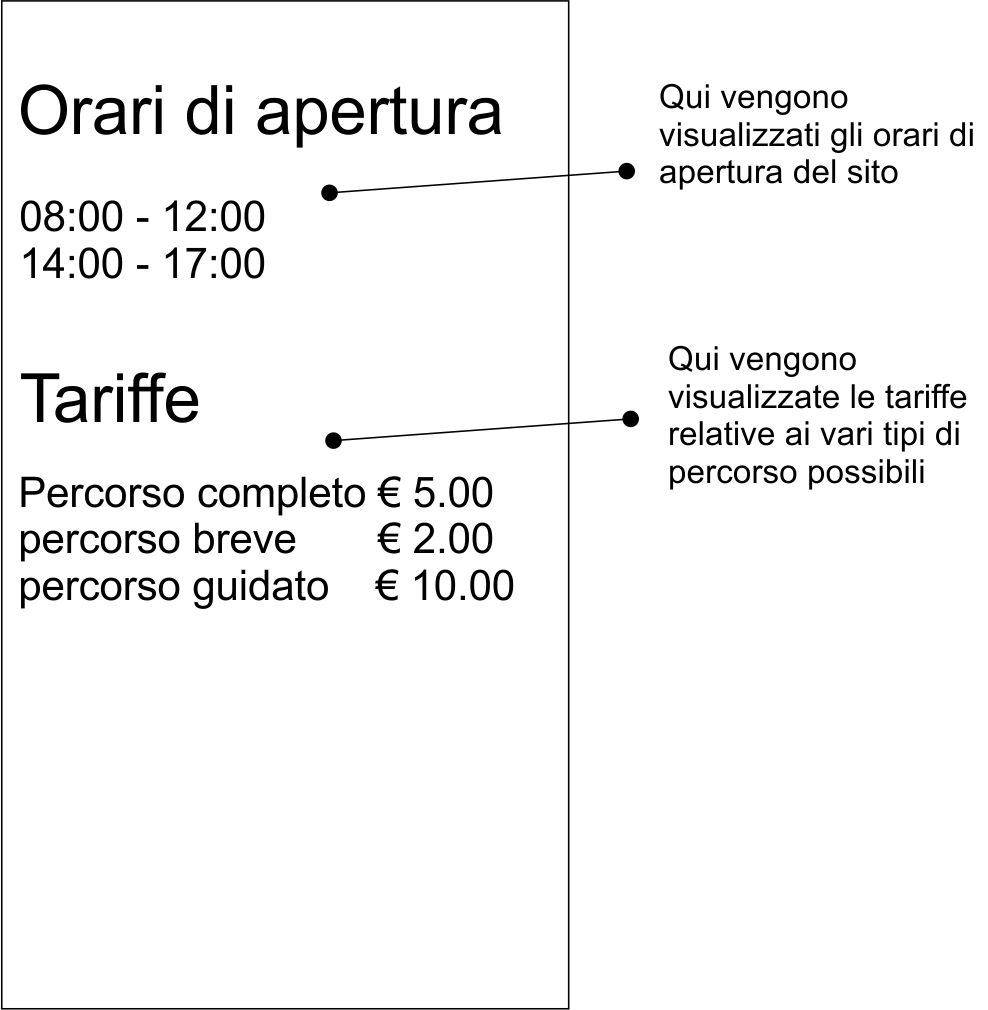 Orari di apertura
08:00 - 12:00
14:00 - 17:00
Tariffe
Percorso completo € 5.00
percorso breve € 2.00
percorso guidato € 10.00
Qui vengono
visualizzati gli orari di
apertura del sito
Qui vengono
visualizzate le tariffe
relative ai vari tipi di
percorso possibili